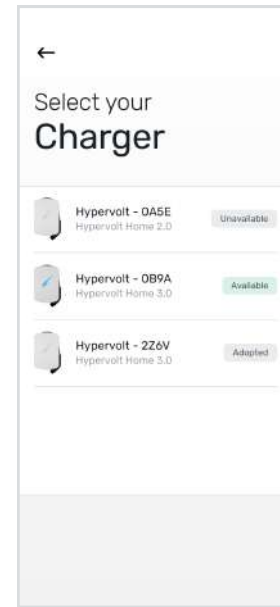 Select your
Charger
Hypervolt - 0A5E
Hypervolt Home 2.0
Unavailable
Hypervolt - 0B9A
Hypervolt Home 3.0
Available
Hypervolt - 2Z6V
Hypervolt Home 3.0
Adopted